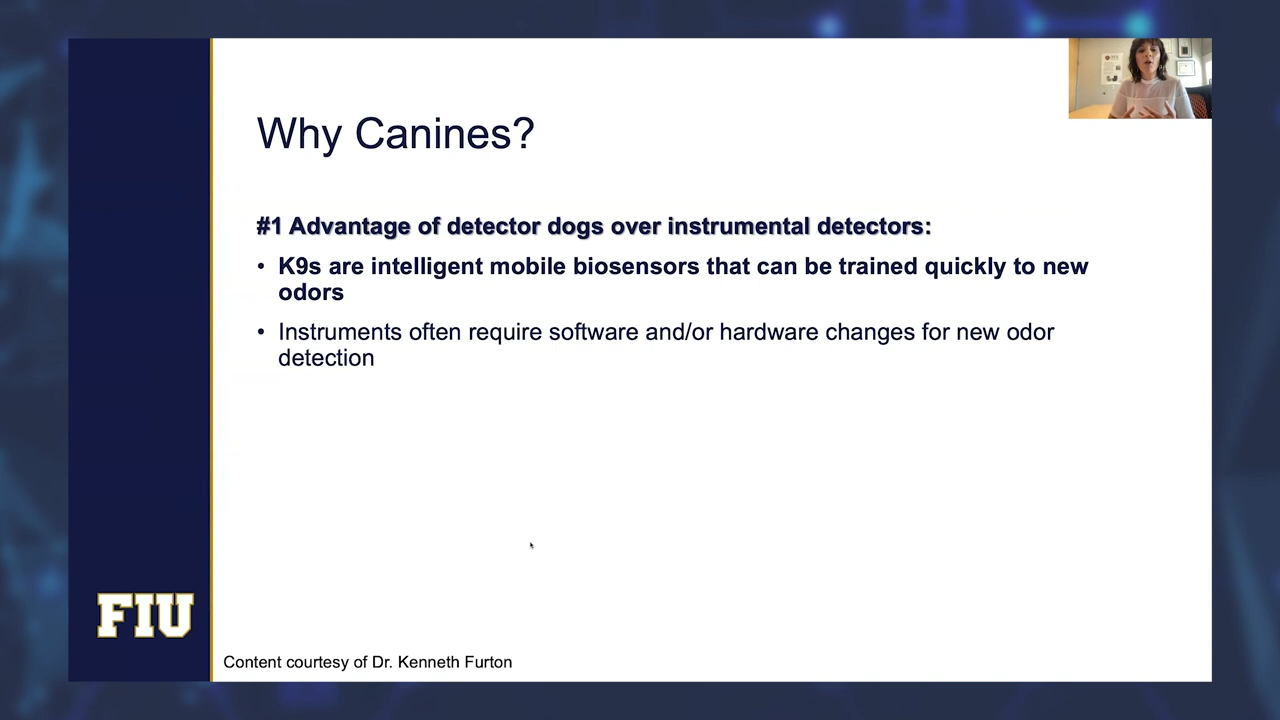 Why Canines?
#1 Advantage of detector dogs over instrumental detectors:
• K9s are intelligent mobile biosensors that can be trained quickly to new
odors
• Instruments often require software and/or hardware changes for new odor
detection
FIU
Content courtesy of Dr. Kenneth Furton